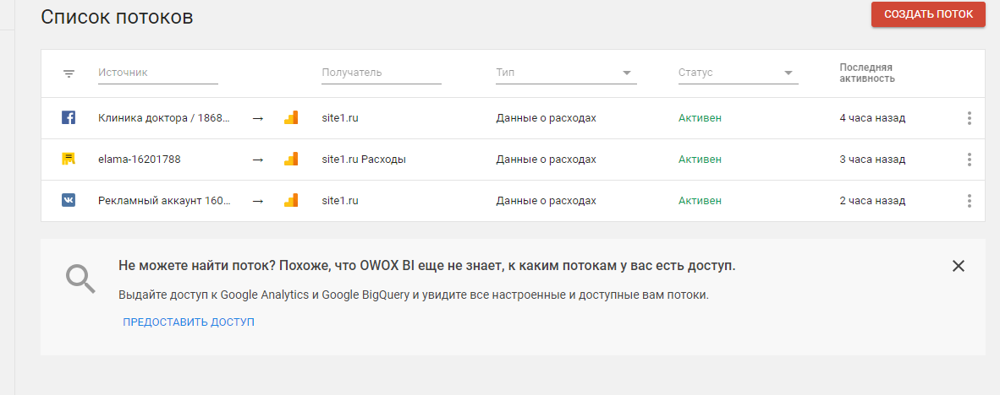 Список потоков
СОЗДАТЬ ПОТОК
Источник Получатель Тип Статус Последняя
активность
Клиника доктора / 1868... → site1.ru Данные о расходах Активен 4 часа назад
elama-16201788 → site1.ru Расходы Данные о расходах Активен 3 часа назад
Рекламный аккаунт 160... → site1.ru Данные о расходах Активен 2 часа назад
Не можете найти поток? Похоже, что OWOX BI еще не знает, к каким потокам у вас есть доступ.
Выдайте доступ к Google Analytics и Google BigQuery и увидите все настроенные и доступные вам потоки.
ПРЕДОСТАВИТЬ ДОСТУП